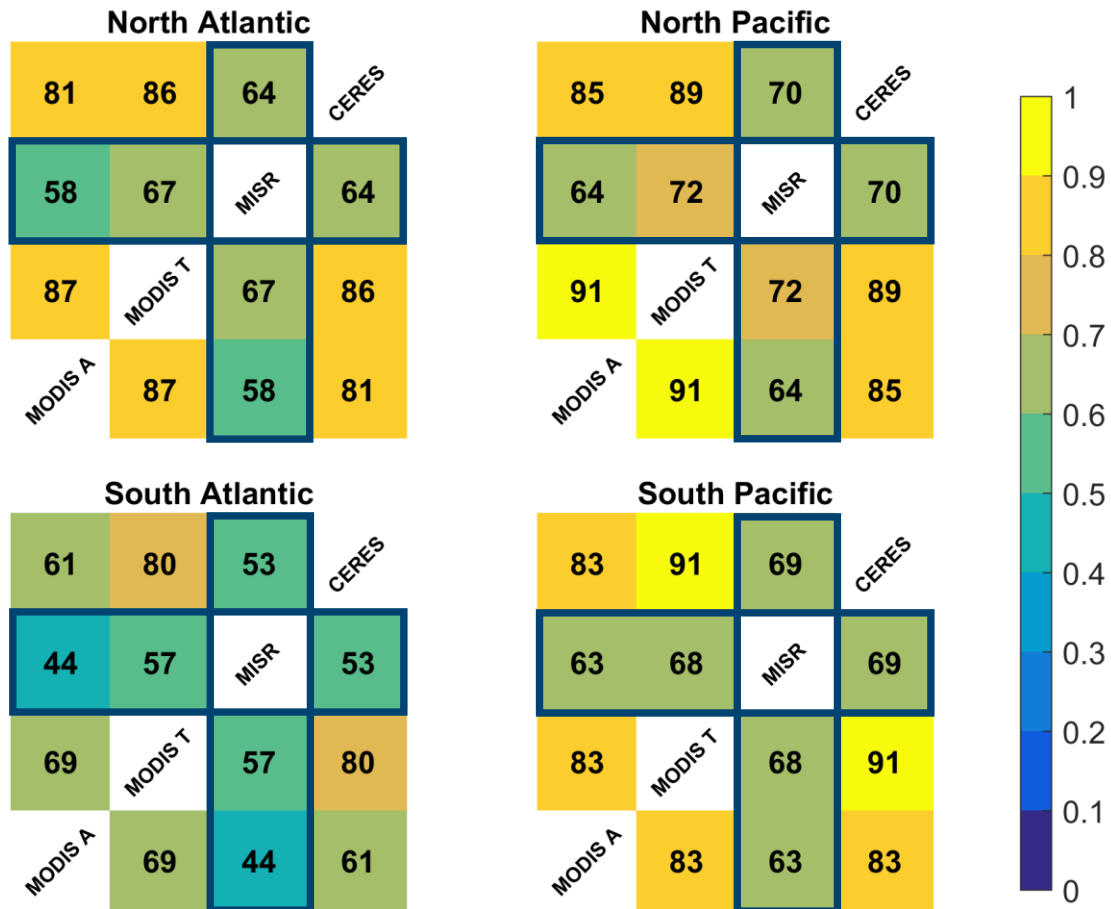 North Atlantic
North Pacific
81 86 64 CERES
85 89 70 CERES
1
58 67 MISR 64
64 72 MISR 70
0.9
0.8
87 MODIS T 67 86
91 MODIS T 72 89
0.7
MODIS A 87 58 81
MODIS A 91 64 85
0.6
South Atlantic
South Pacific
0.5
61 80 53 CERES
83 91 69 CERES
0.4
44 57 MISR 53
63 68 MISR 69
0.3
69 MODIS T 57 80
83 MODIS T 68 91
0.2
0.1
MODIS A 69 44 61
MODIS A 83 63 83
0